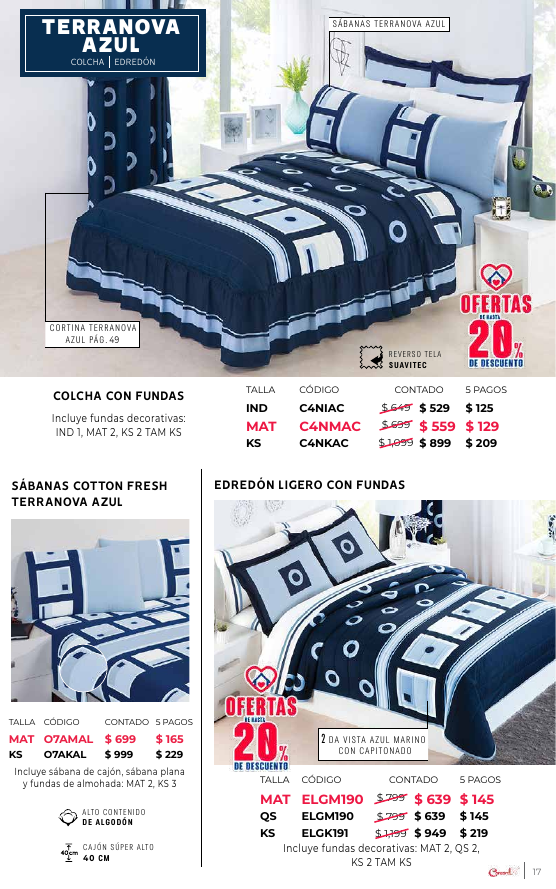 TERRANOVA
AZUL
COLCHA | EDREDÓN
SÁBANAS TERRANOVA AZUL
CORTINA TERRANOVA
AZUL PÁG. 49
REVERSO TELA
SUAVITEC
OFERTAS
DE HASTA
20%
DE DESCUENTO
COLCHA CON FUNDAS
Incluye fundas decorativas:
IND 1, MAT 2, KS 2 TAM KS
TALLA CÓDIGO CONTADO 5 PAGOS
IND C4NIAC $ 649 $ 529 $ 125
MAT C4NMAC $ 699 $ 559 $ 129
KS C4NKAC $ 1,099 $ 899 $ 209
SÁBANAS COTTON FRESH
TERRANOVA AZUL
TALLA CÓDIGO CONTADO 5 PAGOS
MAT O7AMAL $ 699 $ 165
KS O7AKAL $ 999 $ 229
Incluye sábana de cajón, sábana plana
y fundas de almohada: MAT 2, KS 3
ALTO CONTENIDO
DE ALGODÓN
40cm
CAJÓN SÚPER ALTO
40 CM
EDREDÓN LIGERO CON FUNDAS
OFERTAS
DE HASTA
20%
DE DESCUENTO
2DA VISTA AZUL MARINO
CON CAPITONADO
TALLA CÓDIGO CONTADO 5 PAGOS
MAT ELGM190 $ 799 $ 639 $ 145
QS ELGM190 $ 799 $ 639 $ 145
KS ELGK191 $ 1,199 $ 949 $ 219
Incluye fundas decorativas: MAT 2, QS 2,
KS 2 TAM KS
17